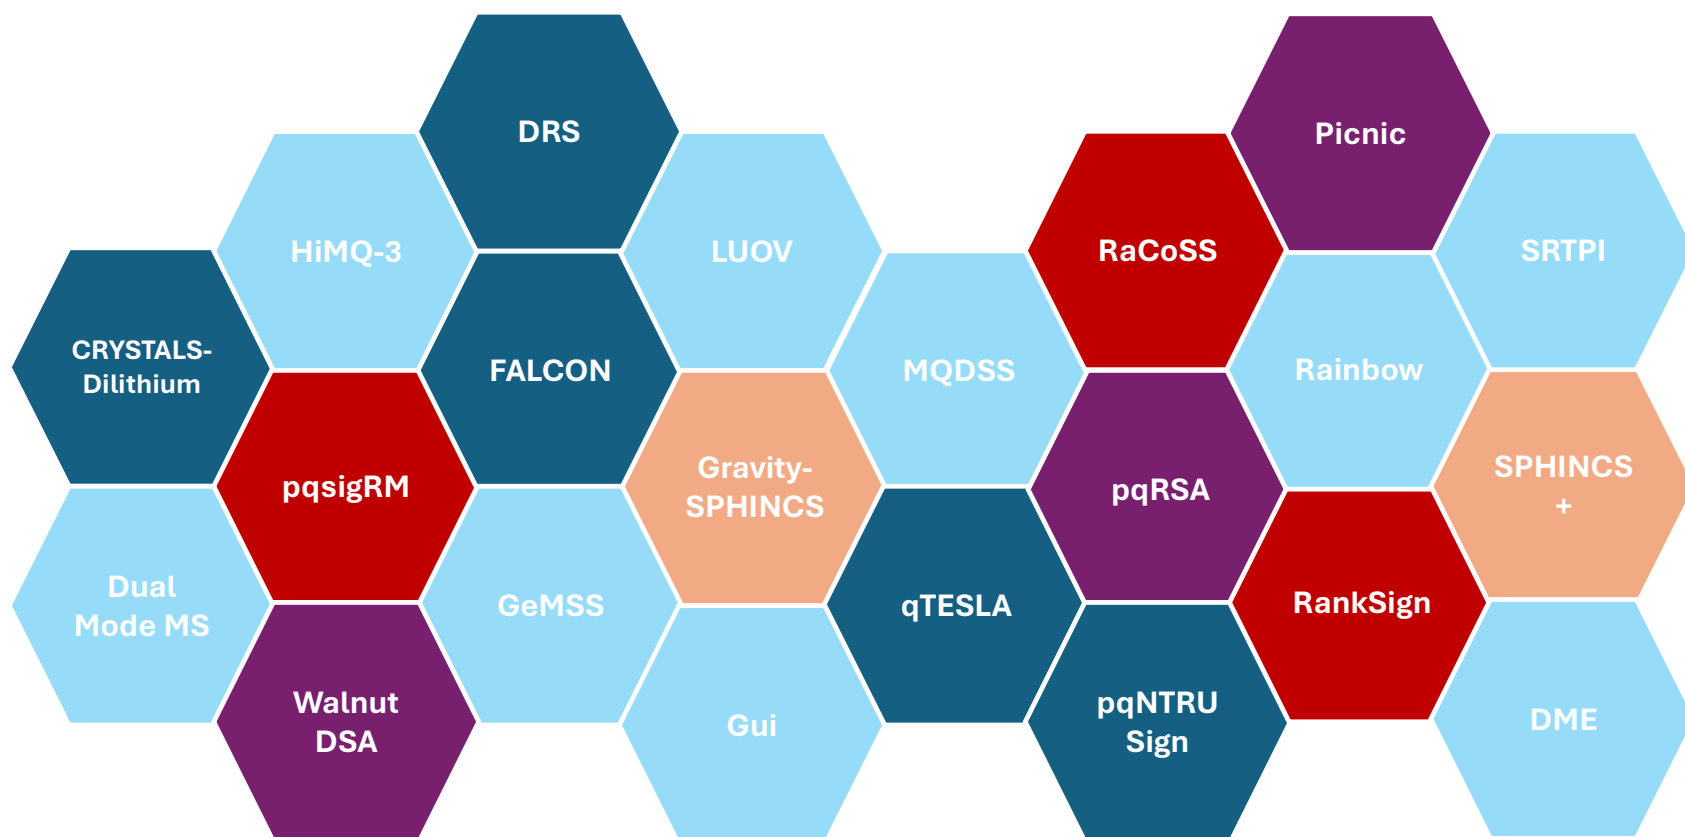 DRS
Picnic
HiMQ-3
LUOV
RaCoSS
SRTPI
CRYSTALS-
Dilithium
FALCON
MQDSS
Rainbow
pqsigRM
Gravity-
SPHINCS
pqRSA
SPHINCS
+
Dual
Mode MS
GeMSS
qTESLA
RankSign
Walnut
DSA
Gui
pqNTRU
Sign
DME